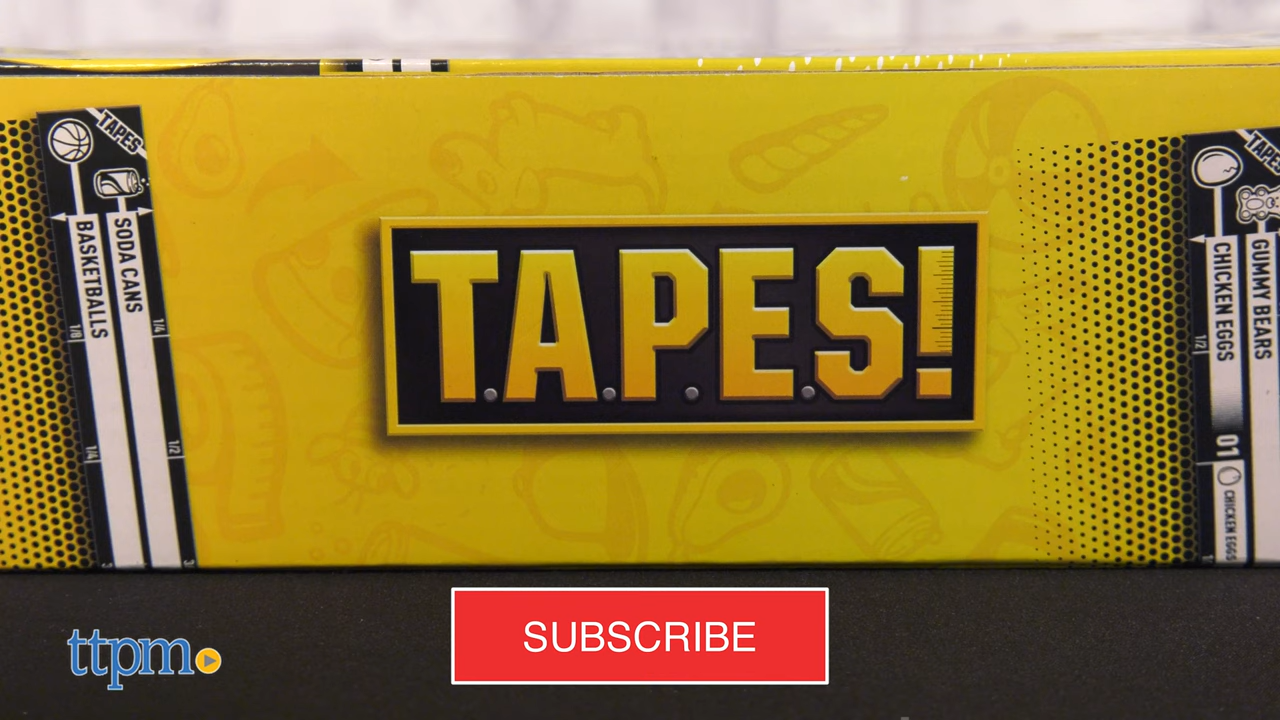 TAPES
BASKETBALLS
SODA CANS
1/8
1/4
1/4
1/2
T.A.P.E.S!
TAPES
CHICKEN EGGS
GUMMY BEARS
1/2
01
CHICKEN EGGS
1
SUBSCRIBE
ttpm